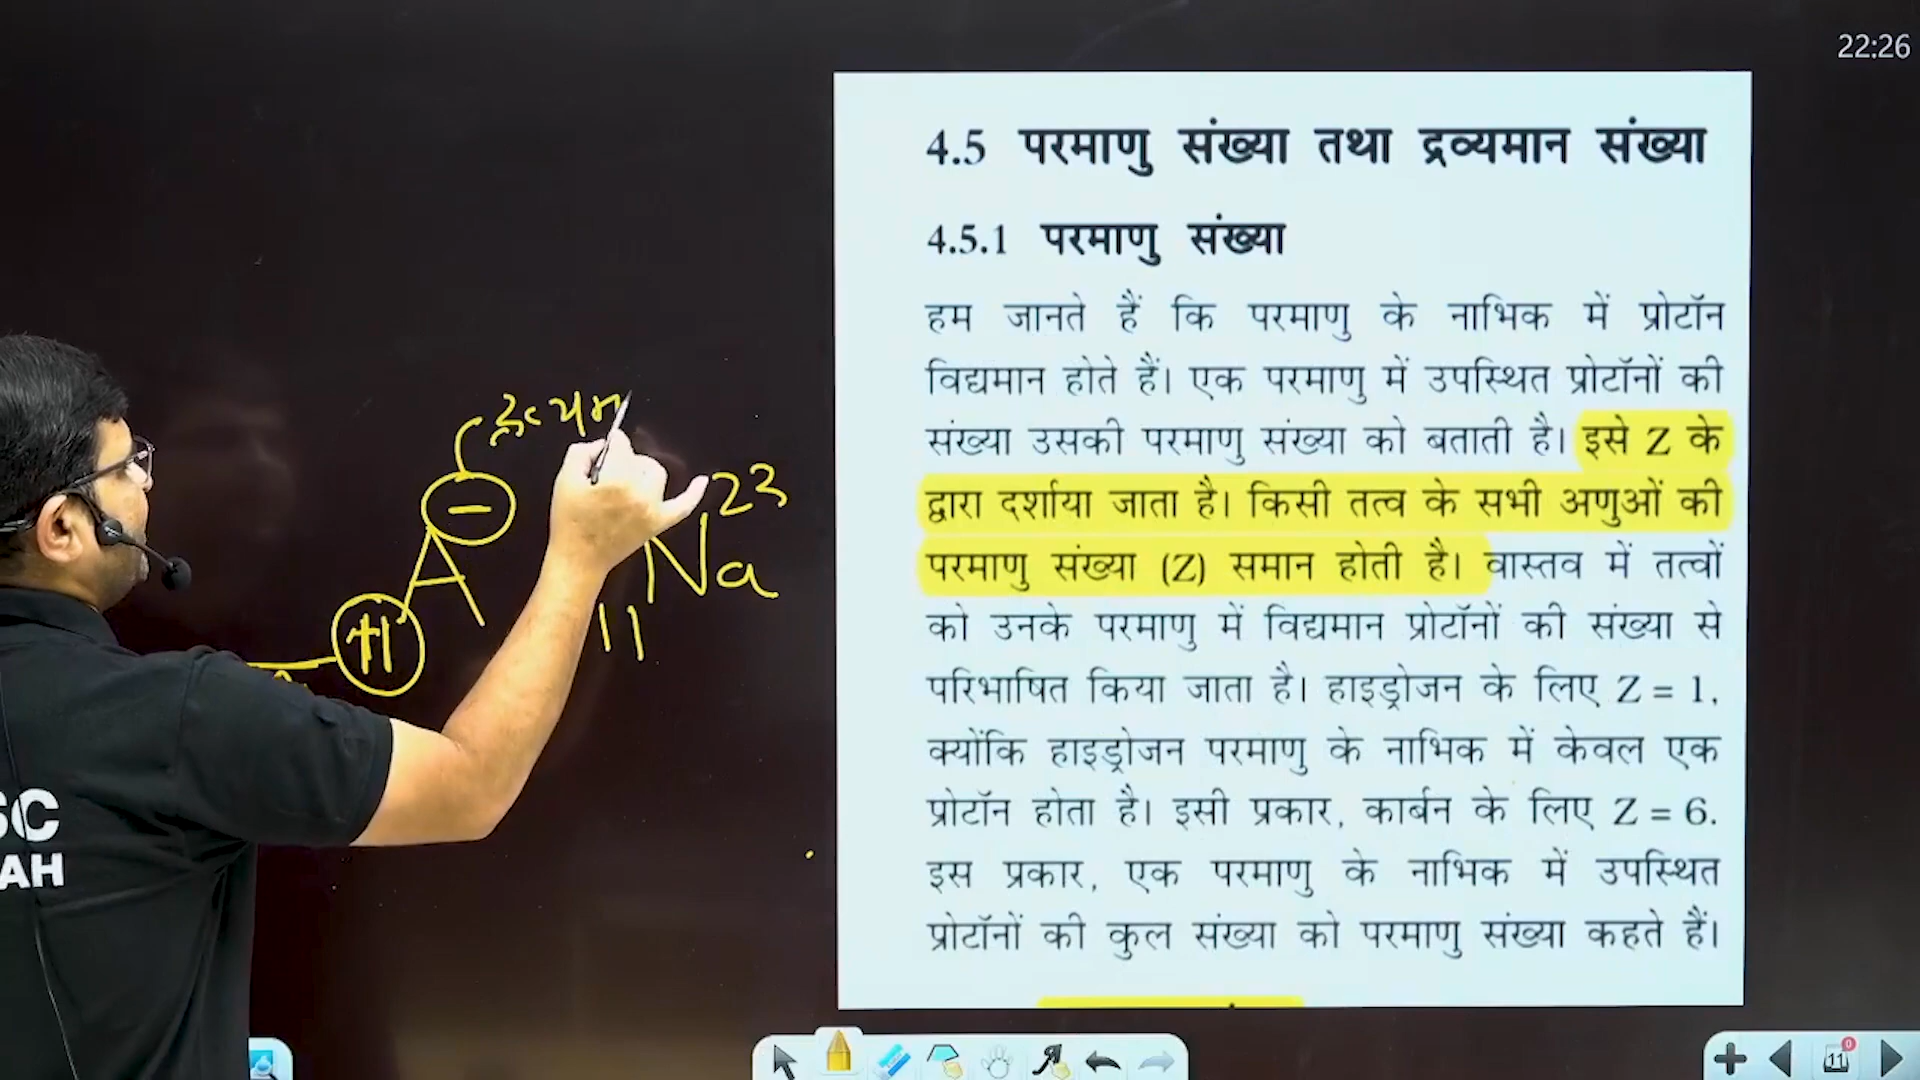 22:26
4.5 परमाणु संख्या तथा द्रव्यमान संख्या
4.5.1 परमाणु संख्या
हम जानते हैं कि परमाणु के नाभिक में प्रोटॉन
विद्यमान होते हैं। एक परमाणु में उपस्थित प्रोटॉनों की
संख्या उसकी परमाणु संख्या को बताती है। इसे Z के
द्वारा दर्शाया जाता है। किसी तत्व के सभी अणुओं की
परमाणु संख्या (Z) समान होती है। वास्तव में तत्वों
को उनके परमाणु में विद्यमान प्रोटॉनों की संख्या से
परिभाषित किया जाता है। हाइड्रोजन के लिए Z = 1,
क्योंकि हाइड्रोजन परमाणु के नाभिक में केवल एक
प्रोटॉन होता है। इसी प्रकार, कार्बन के लिए Z = 6.
इस प्रकार, एक परमाणु के नाभिक में उपस्थित
प्रोटॉनों की कुल संख्या को परमाणु संख्या कहते हैं।
23
Na
11
A
SC
AH
11
0